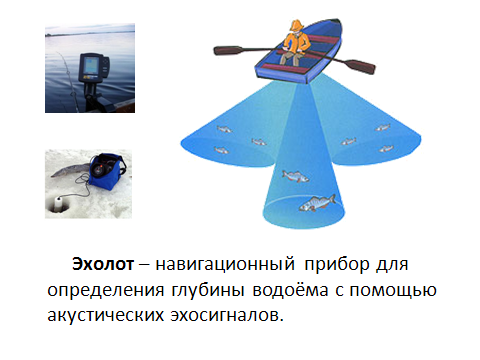 Эхолот – навигационный прибор для
определения глубины водоёма с помощью
акустических эхосигналов.